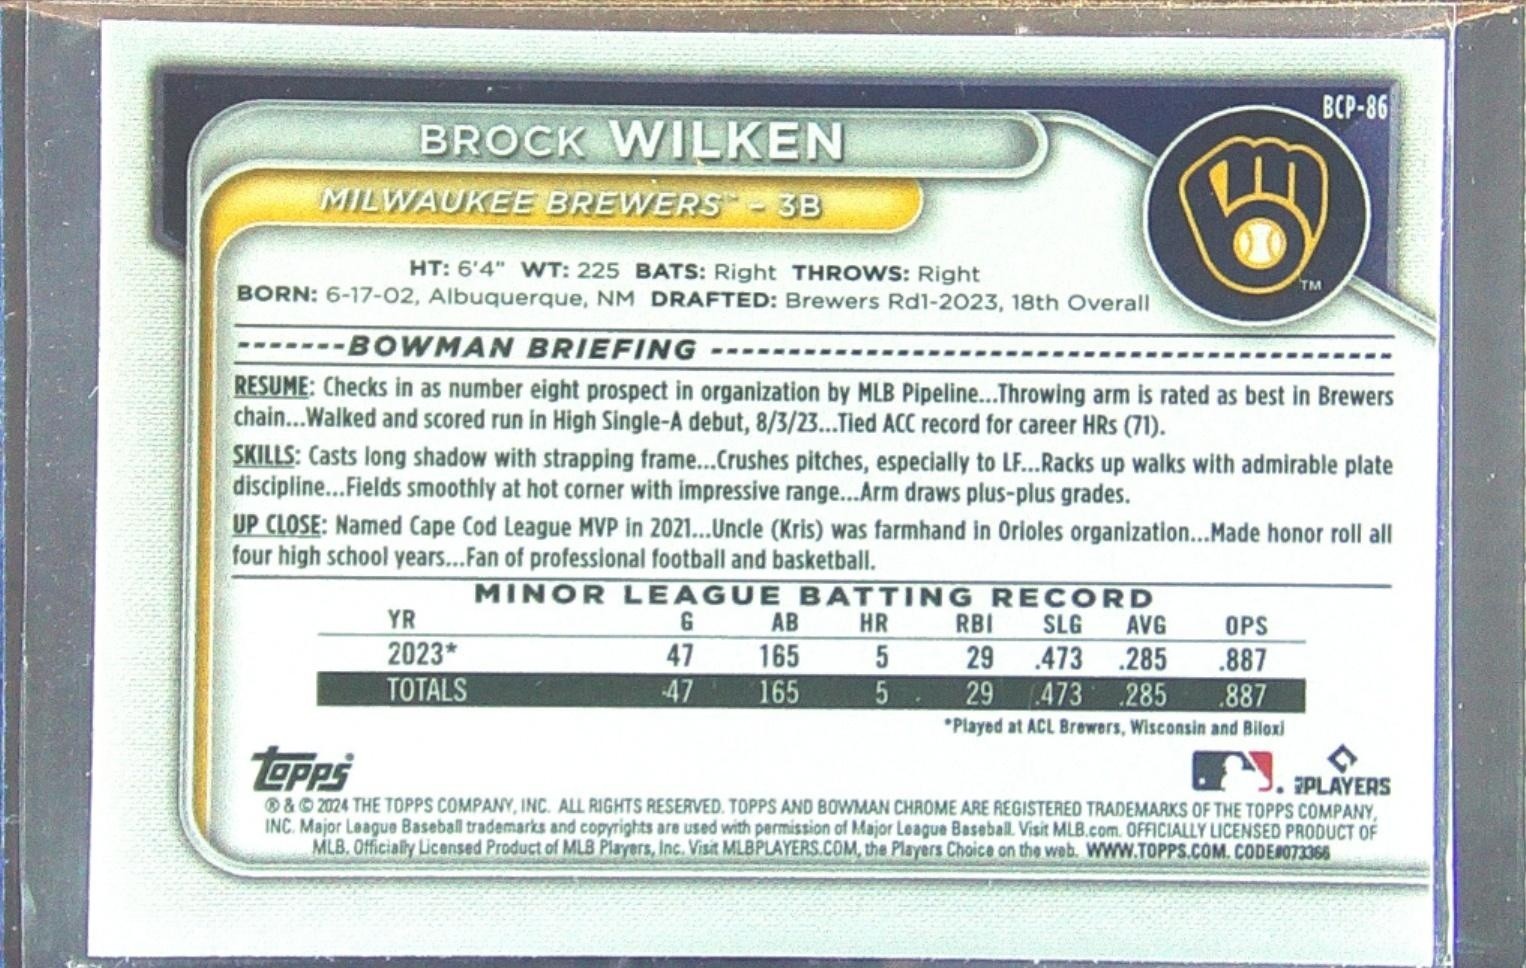 BCP-86
BROCK WILKEN
MILWAUKEE BREWERS™ - 3B
TM
HT: 6'4" WT: 225 BATS: Right THROWS: Right
BORN: 6-17-02, Albuquerque, NM DRAFTED: Brewers Rd1-2023, 18th Overall
-------BOWMAN BRIEFING --------------------------------------------------
RESUME: Checks in as number eight prospect in organization by MLB Pipeline...Throwing arm is rated as best in Brewers
chain...Walked and scored run in High Single-A debut, 8/3/23...Tied ACC record for career HRs (71).
SKILLS: Casts long shadow with strapping frame...Crushes pitches, especially to LF...Racks up walks with admirable plate
discipline...Fields smoothly at hot corner with impressive range...Arm draws plus-plus grades.
UP CLOSE: Named Cape Cod League MVP in 2021...Uncle (Kris) was farmhand in Orioles organization...Made honor roll all
four high school years...Fan of professional football and basketball.
MINOR LEAGUE BATTING RECORD
YR G AB HR RBI SLG AVG OPS
2023* 47 165 5 29 .473 .285 .887
TOTALS 47 165 5 29 .473 .285 .887
*Played at ACL Brewers, Wisconsin and Biloxi
Topps®
MLB PLAYERS
® & © 2024 THE TOPPS COMPANY, INC. ALL RIGHTS RESERVED. TOPPS AND BOWMAN CHROME ARE REGISTERED TRADEMARKS OF THE TOPPS COMPANY,
INC. Major League Baseball trademarks and copyrights are used with permission of Major League Baseball. Visit MLB.com. OFFICIALLY LICENSED PRODUCT OF
MLB. Officially Licensed Product of MLB Players, Inc. Visit MLBPLAYERS.COM, the Players Choice on the web. WWW.TOPPS.COM. CODE#073366